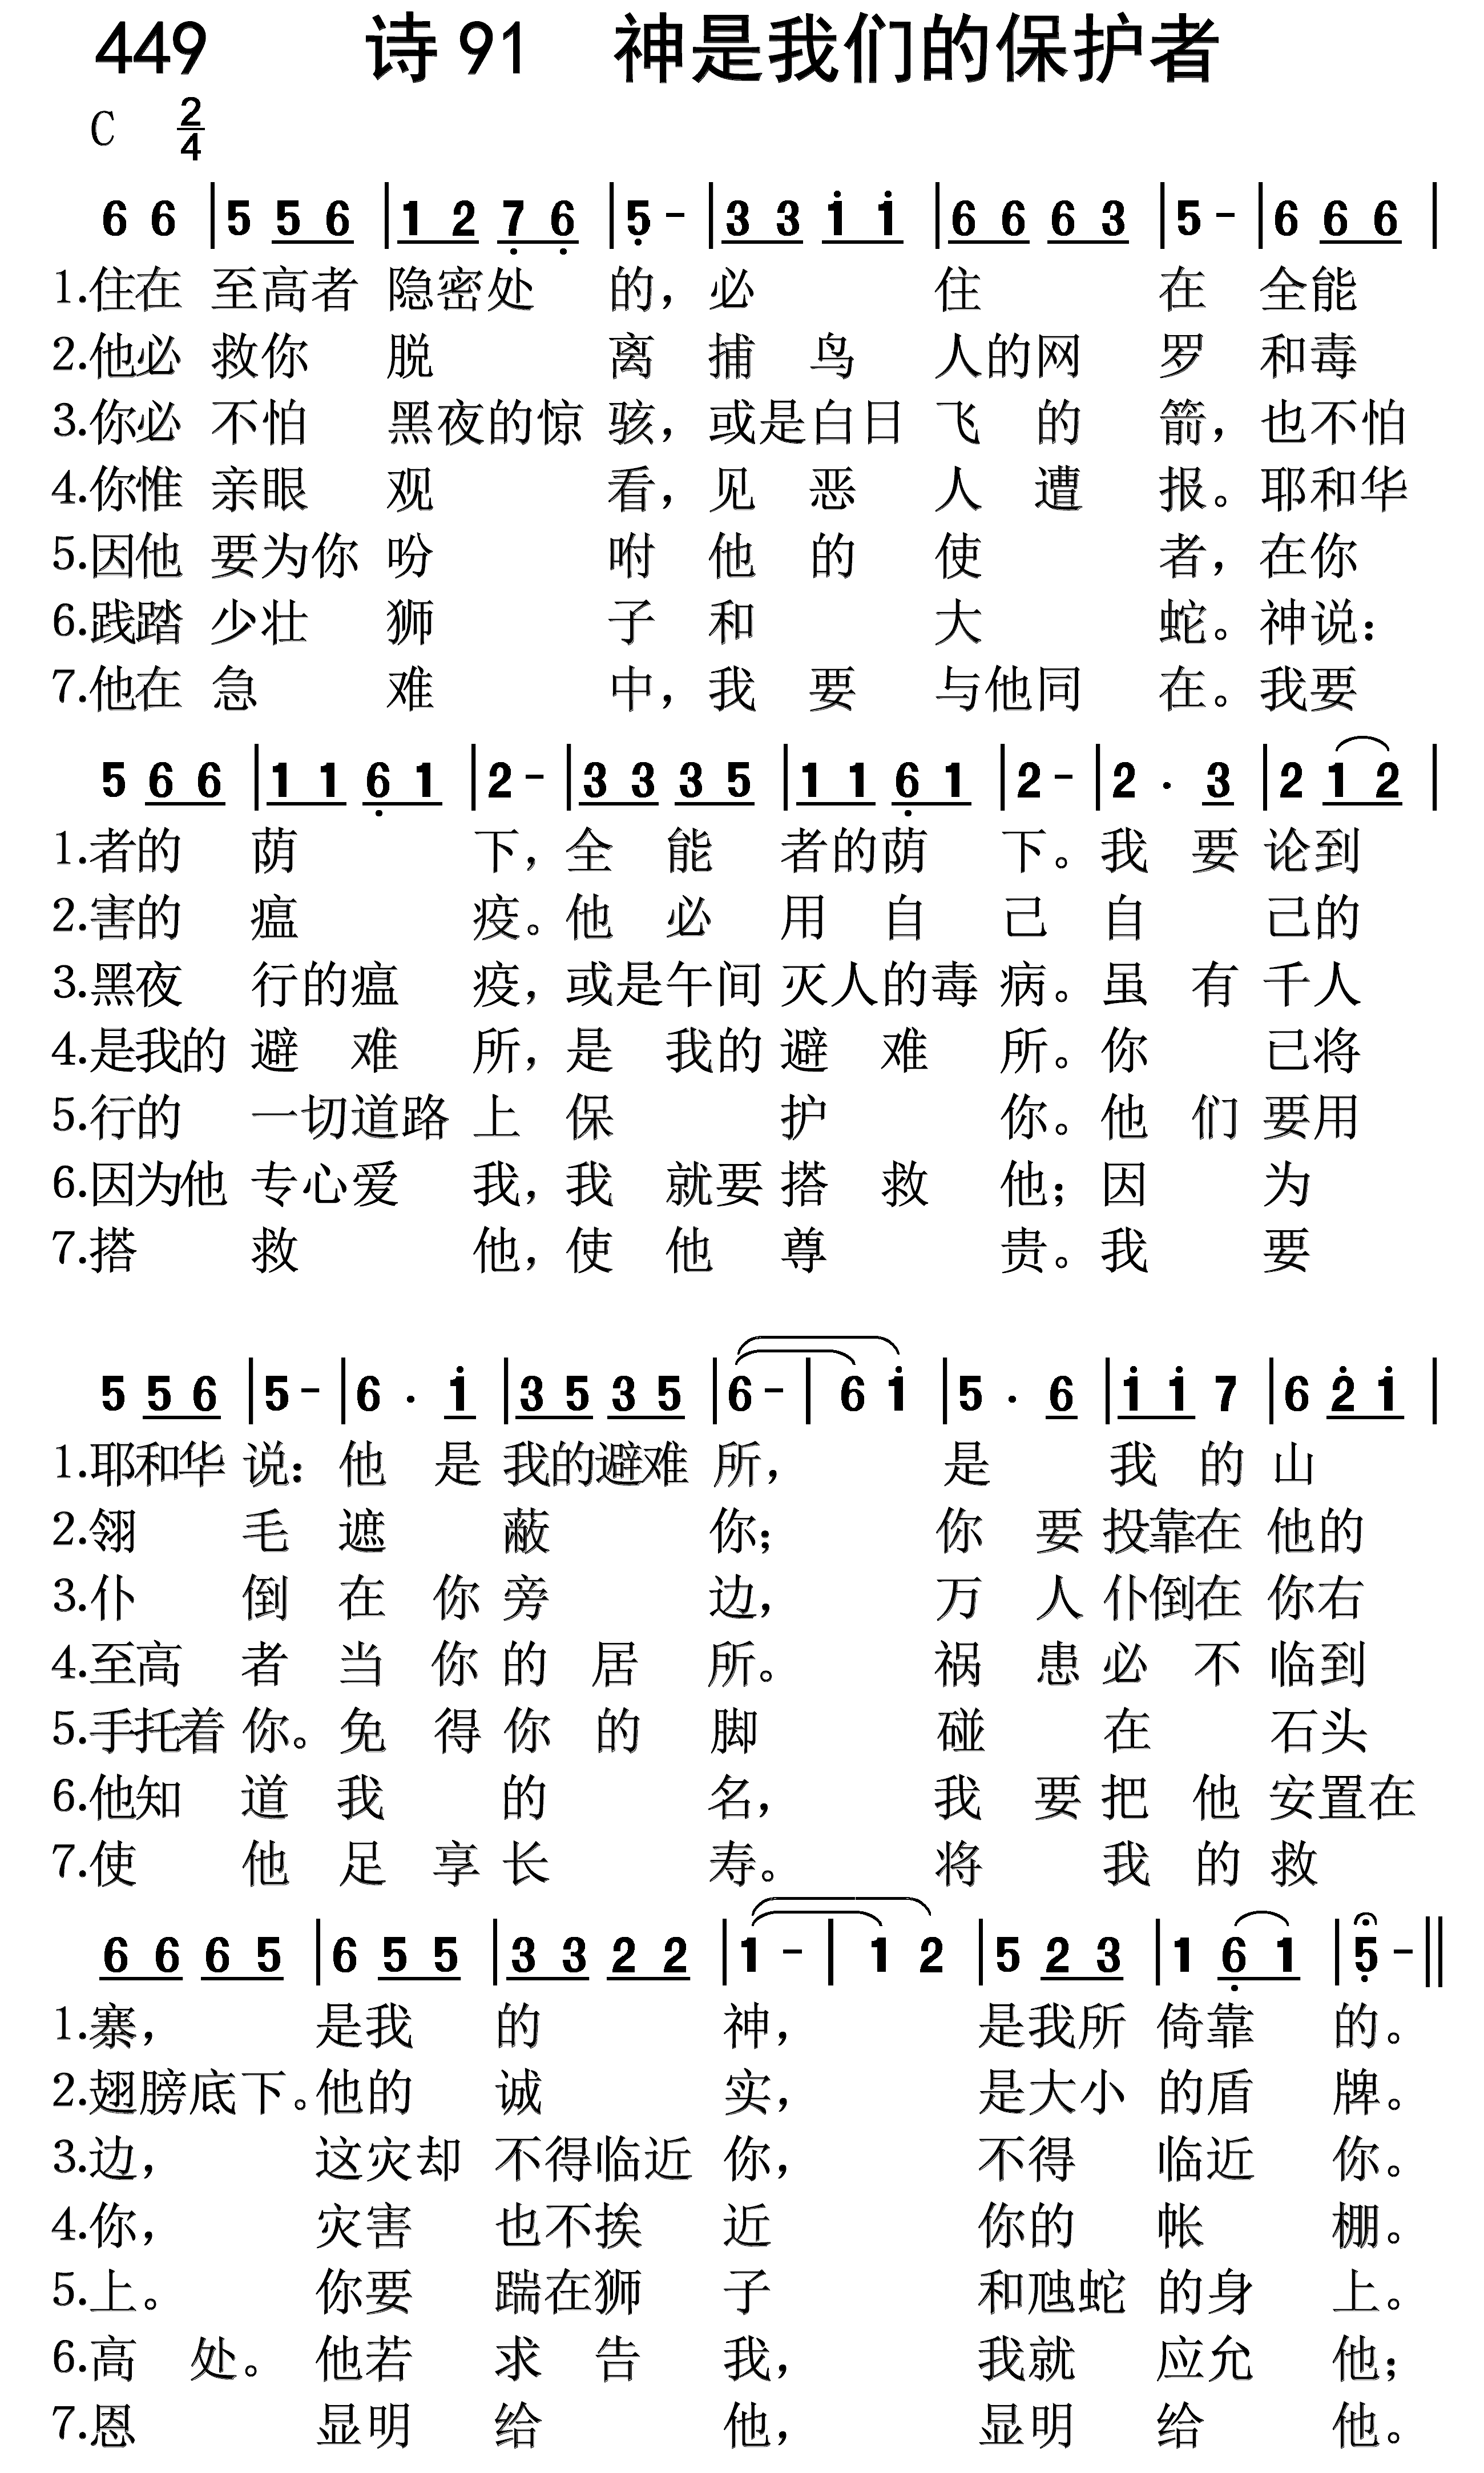 449 诗 91 神是我们的保护者
C 2/4
6 6 | 5 5 6 | 1 2 7̣ 6̣ | 5̣ - | 3 3 1̇ 1̇ | 6 6 6 3 | 5 - | 6 6 6 |
1.住在 至高者 隐密处 的，必 住 在 全能
2.他必 救你 脱 离 捕 鸟 人的网 罗 和毒
3.你必 不怕 黑夜的惊 骇，或是白日 飞 的 箭，也不怕
4.你惟 亲眼 观 看，见 恶 人 遭 报。耶和华
5.因他 要为你 吩 咐 他 的 使 者，在你
6.践踏 少壮 狮 子 和 大 蛇。神说：
7.他在 急 难 中，我 要 与他同 在。我要
5 6 6 | 1 1 6̣ 1 | 2 - | 3 3 3 5 | 1 1 6̣ 1 | 2 - | 2 · 3 | 2 1 2 |
1.者的 荫 下，全 能 者的荫 下。我 要 论到
2.害的 瘟 疫。他 必 用 自 己 自 己的
3.黑夜 行的瘟 疫，或是午间 灭人的毒 病。虽 有 千人
4.是我的 避 难 所，是 我的 避 难 所。你 已将
5.行的 一切道路 上 保 护 你。他 们 要用
6.因为他 专心爱 我，我 就要 搭 救 他；因 为
7.搭 救 他，使 他 尊 贵。我 要
5 5 6 | 5 - | 6 · 1̇ | 3 5 3 5 | 6 - | 6 1̇ | 5 · 6 | 1̇ 1̇ 7 | 6 2̇ 1̇ |
1.耶和华 说：他 是 我的避难 所， 是 我 的 山
2.翎 毛 遮 蔽 你； 你 要 投靠在 他的
3.仆 倒 在 你 旁 边， 万 人 仆倒在 你右
4.至高 者 当 你 的 居 所。 祸 患 必 不 临到
5.手托着 你。免 得 你 的 脚 碰 在 石头
6.他知 道 我 的 名， 我 要 把 他 安置在
7.使 他 足 享 长 寿。 将 我 的 救
6 6 6 5 | 6 5 5 | 3 3 2 2 | 1 - | 1 2 | 5 2 3 | 1 6̣ 1 | 5̣ - ‖
1.寨， 是我 的 神， 是我所 倚靠 的。
2.翅膀底下。他的 诚 实， 是大小 的盾 牌。
3.边， 这灾却 不得临近 你， 不得 临近 你。
4.你， 灾害 也不挨 近 你的 帐 棚。
5.上。 你要 踹在狮 子 和虺蛇 的身 上。
6.高 处。 他若 求 告 我， 我就 应允 他；
7.恩 显明 给 他， 显明 给 他。